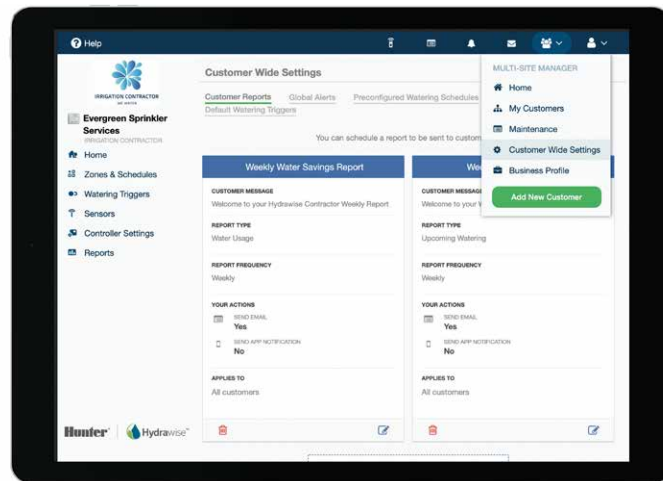 Help
MULTI-SITE MANAGER
Home
My Customers
Maintenance
Customer Wide Settings
Business Profile
Add New Customer
IRRIGATION CONTRACTOR
Evergreen Sprinkler
Services
IRRIGATION CONTRACTOR
Home
Zones & Schedules
Watering Triggers
Sensors
Controller Settings
Reports
Hunter
Hydrawise™
Customer Wide Settings
Customer Reports Global Alerts Preconfigured Watering Schedules
Default Watering Triggers
You can schedule a report to be sent to custom
Weekly Water Savings Report
CUSTOMER MESSAGE
Welcome to your Hydrawise Contractor Weekly Report
REPORT TYPE
Water Usage
REPORT FREQUENCY
Weekly
YOUR ACTIONS
SEND EMAIL
Yes
SEND APP NOTIFICATION
No
APPLIES TO
All customers
CUSTOMER MESSAGE
Welcome to your
REPORT TYPE
Upcoming Watering
REPORT FREQUENCY
Weekly
YOUR ACTIONS
SEND EMAIL
Yes
SEND APP NOTIFICATION
No
APPLIES TO
All customers